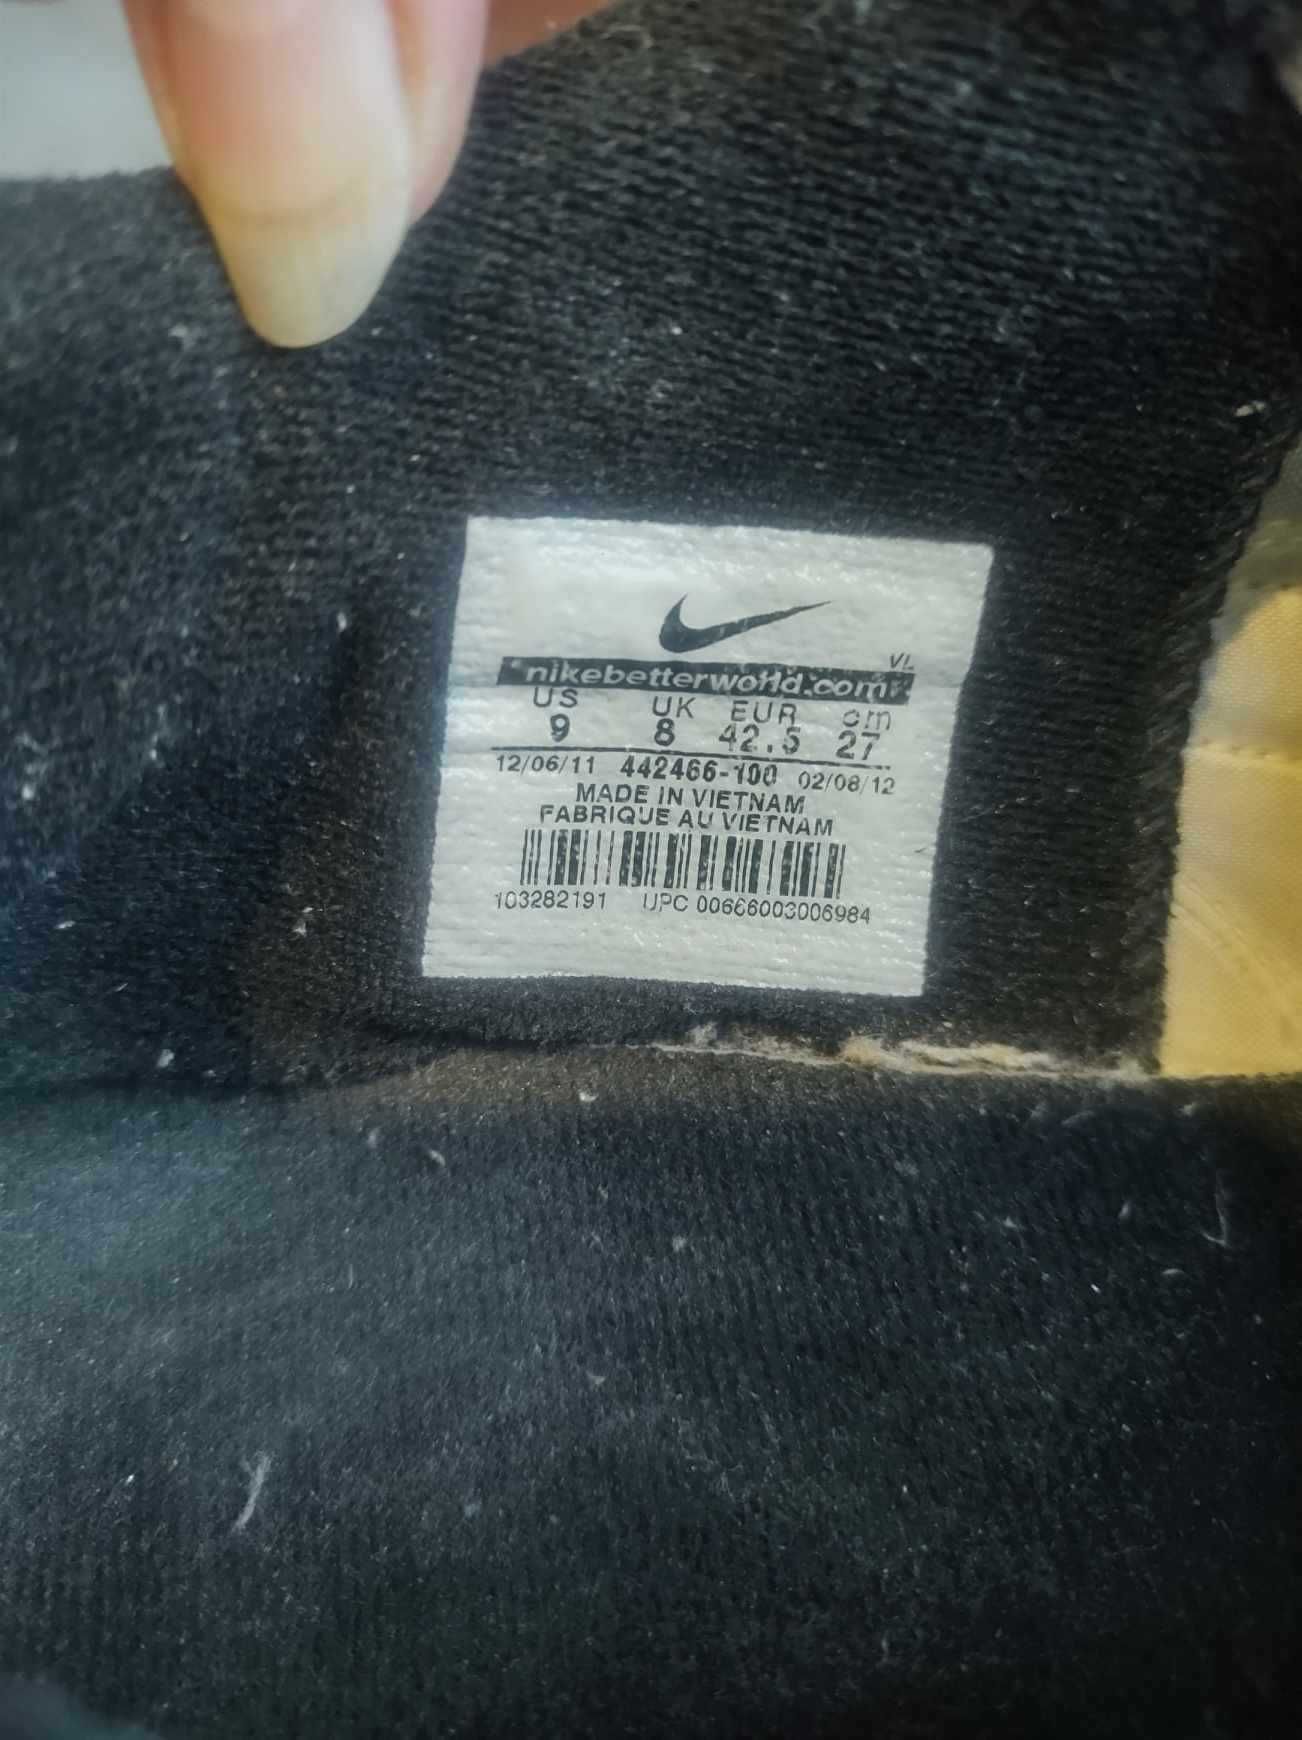 VL
nikebetterworld.com
US UK EUR cm
9 8 42.5 27
12/06/11 442466-100 02/08/12
MADE IN VIETNAM
FABRIQUE AU VIETNAM
103282191 UPC 00666003006984